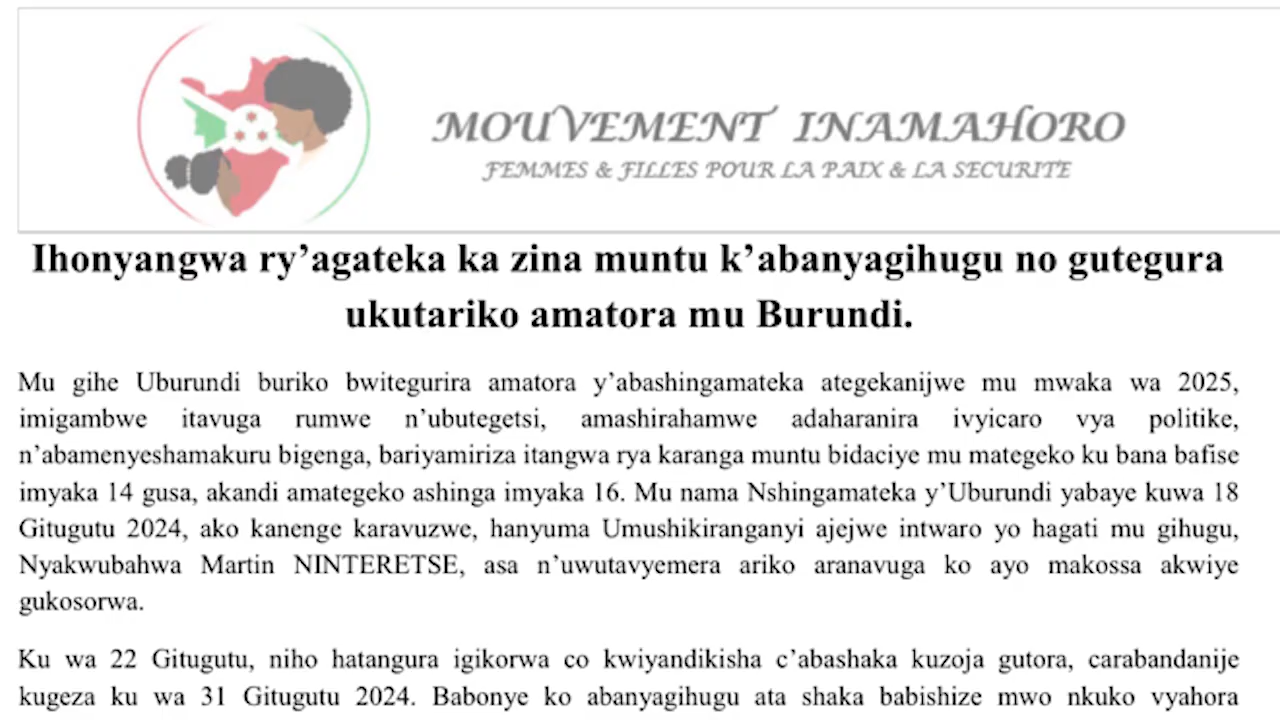 MOUVEMENT INAMAHORO
FEMMES & FILLES POUR LA PAIX & LA SECURITE
Ihonyangwa ry’agateka ka zina muntu k’abanyagihugu no gutegura
ukutariko amatora mu Burundi.
Mu gihe Uburundi buriko bwitegurira amatora y’abashingamateka ategekanijwe mu mwaka wa 2025,
imigambwe itavuga rumwe n’ubutegetsi, amashirahamwe adaharanira ivyicaro vya politike,
n’abamenyeshamakuru bigenga, bariyamiriza itangwa rya karanga muntu bidaciye mu mategeko ku bana bafise
imyaka 14 gusa, akandi amategeko ashinga imyaka 16. Mu nama Nshingamateka y’Uburundi yabaye kuwa 18
Gitugutu 2024, ako kanenge karavuzwe, hanyuma Umushikiranganyi ajejwe intwaro yo hagati mu gihugu,
Nyakwubahwa Martin NINTERETSE, asa n’uwutavyemera ariko aranavuga ko ayo makossa akwiye
gukosorwa.
Ku wa 22 Gitugutu, niho hatangura igikorwa co kwiyandikisha c’abashaka kuzoja gutora, carabandanije
kugeza ku wa 31 Gitugutu 2024. Babonye ko abanyagihugu ata shaka babishize mwo nkuko vyahora